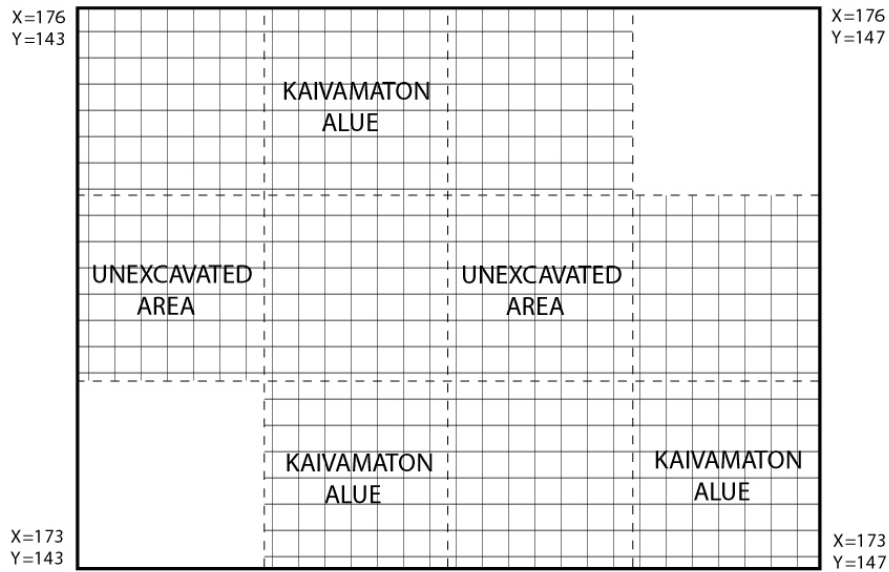 X=176
Y=143
X=176
Y=147
KAIVAMATON
ALUE
UNEXCAVATED
AREA
UNEXCAVATED
AREA
KAIVAMATON
ALUE
KAIVAMATON
ALUE
X=173
Y=143
X=173
Y=147